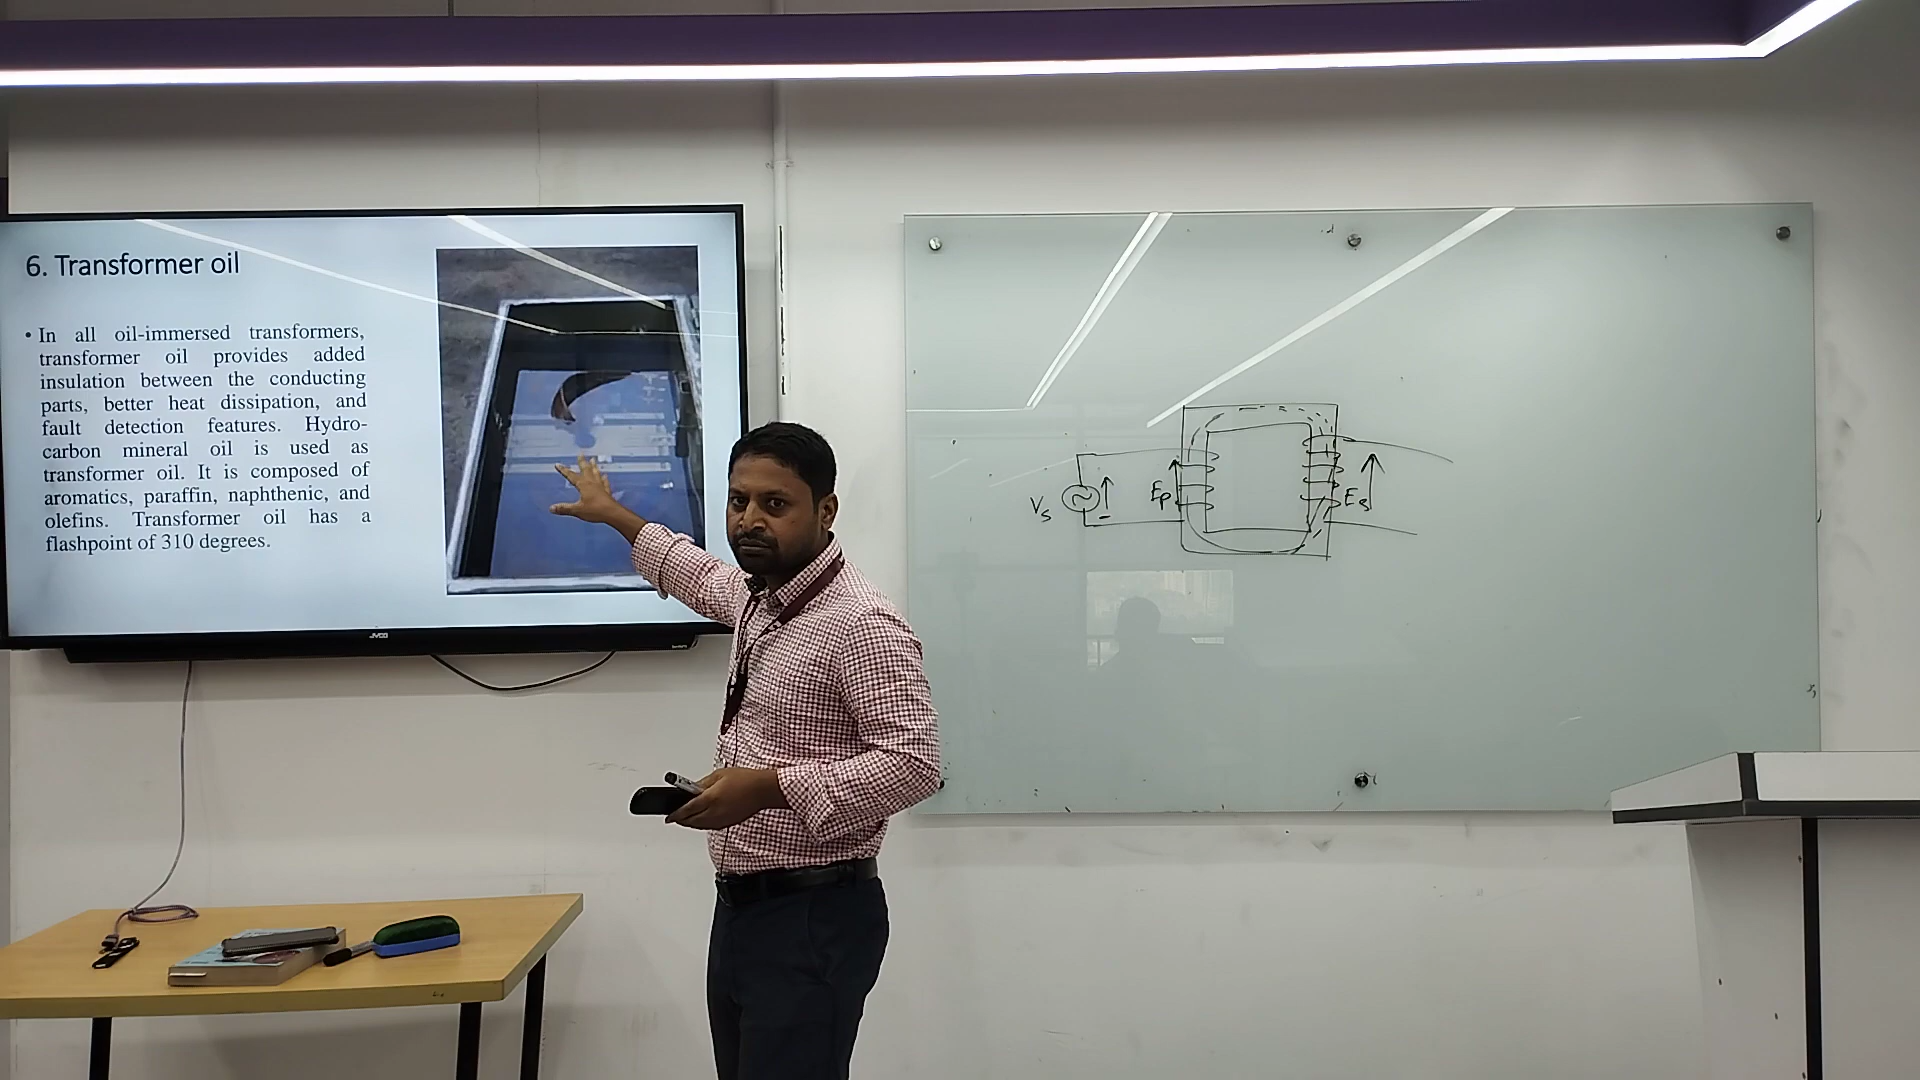 6. Transformer oil
• In all oil-immersed transformers,
transformer oil provides added
insulation between the conducting
parts, better heat dissipation, and
fault detection features. Hydro-
carbon mineral oil is used as
transformer oil. It is composed of
aromatics, paraffin, naphthenic, and
olefins. Transformer oil has a
flashpoint of 310 degrees.
JVCO
Vs
Ep
Es